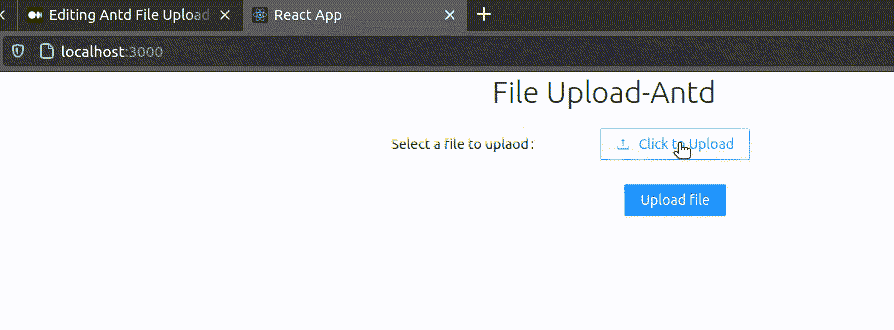 Editing Antd File Upload
React App
localhost:3000
File Upload-Antd
Select a file to uplaod :
Click to Upload
Upload file